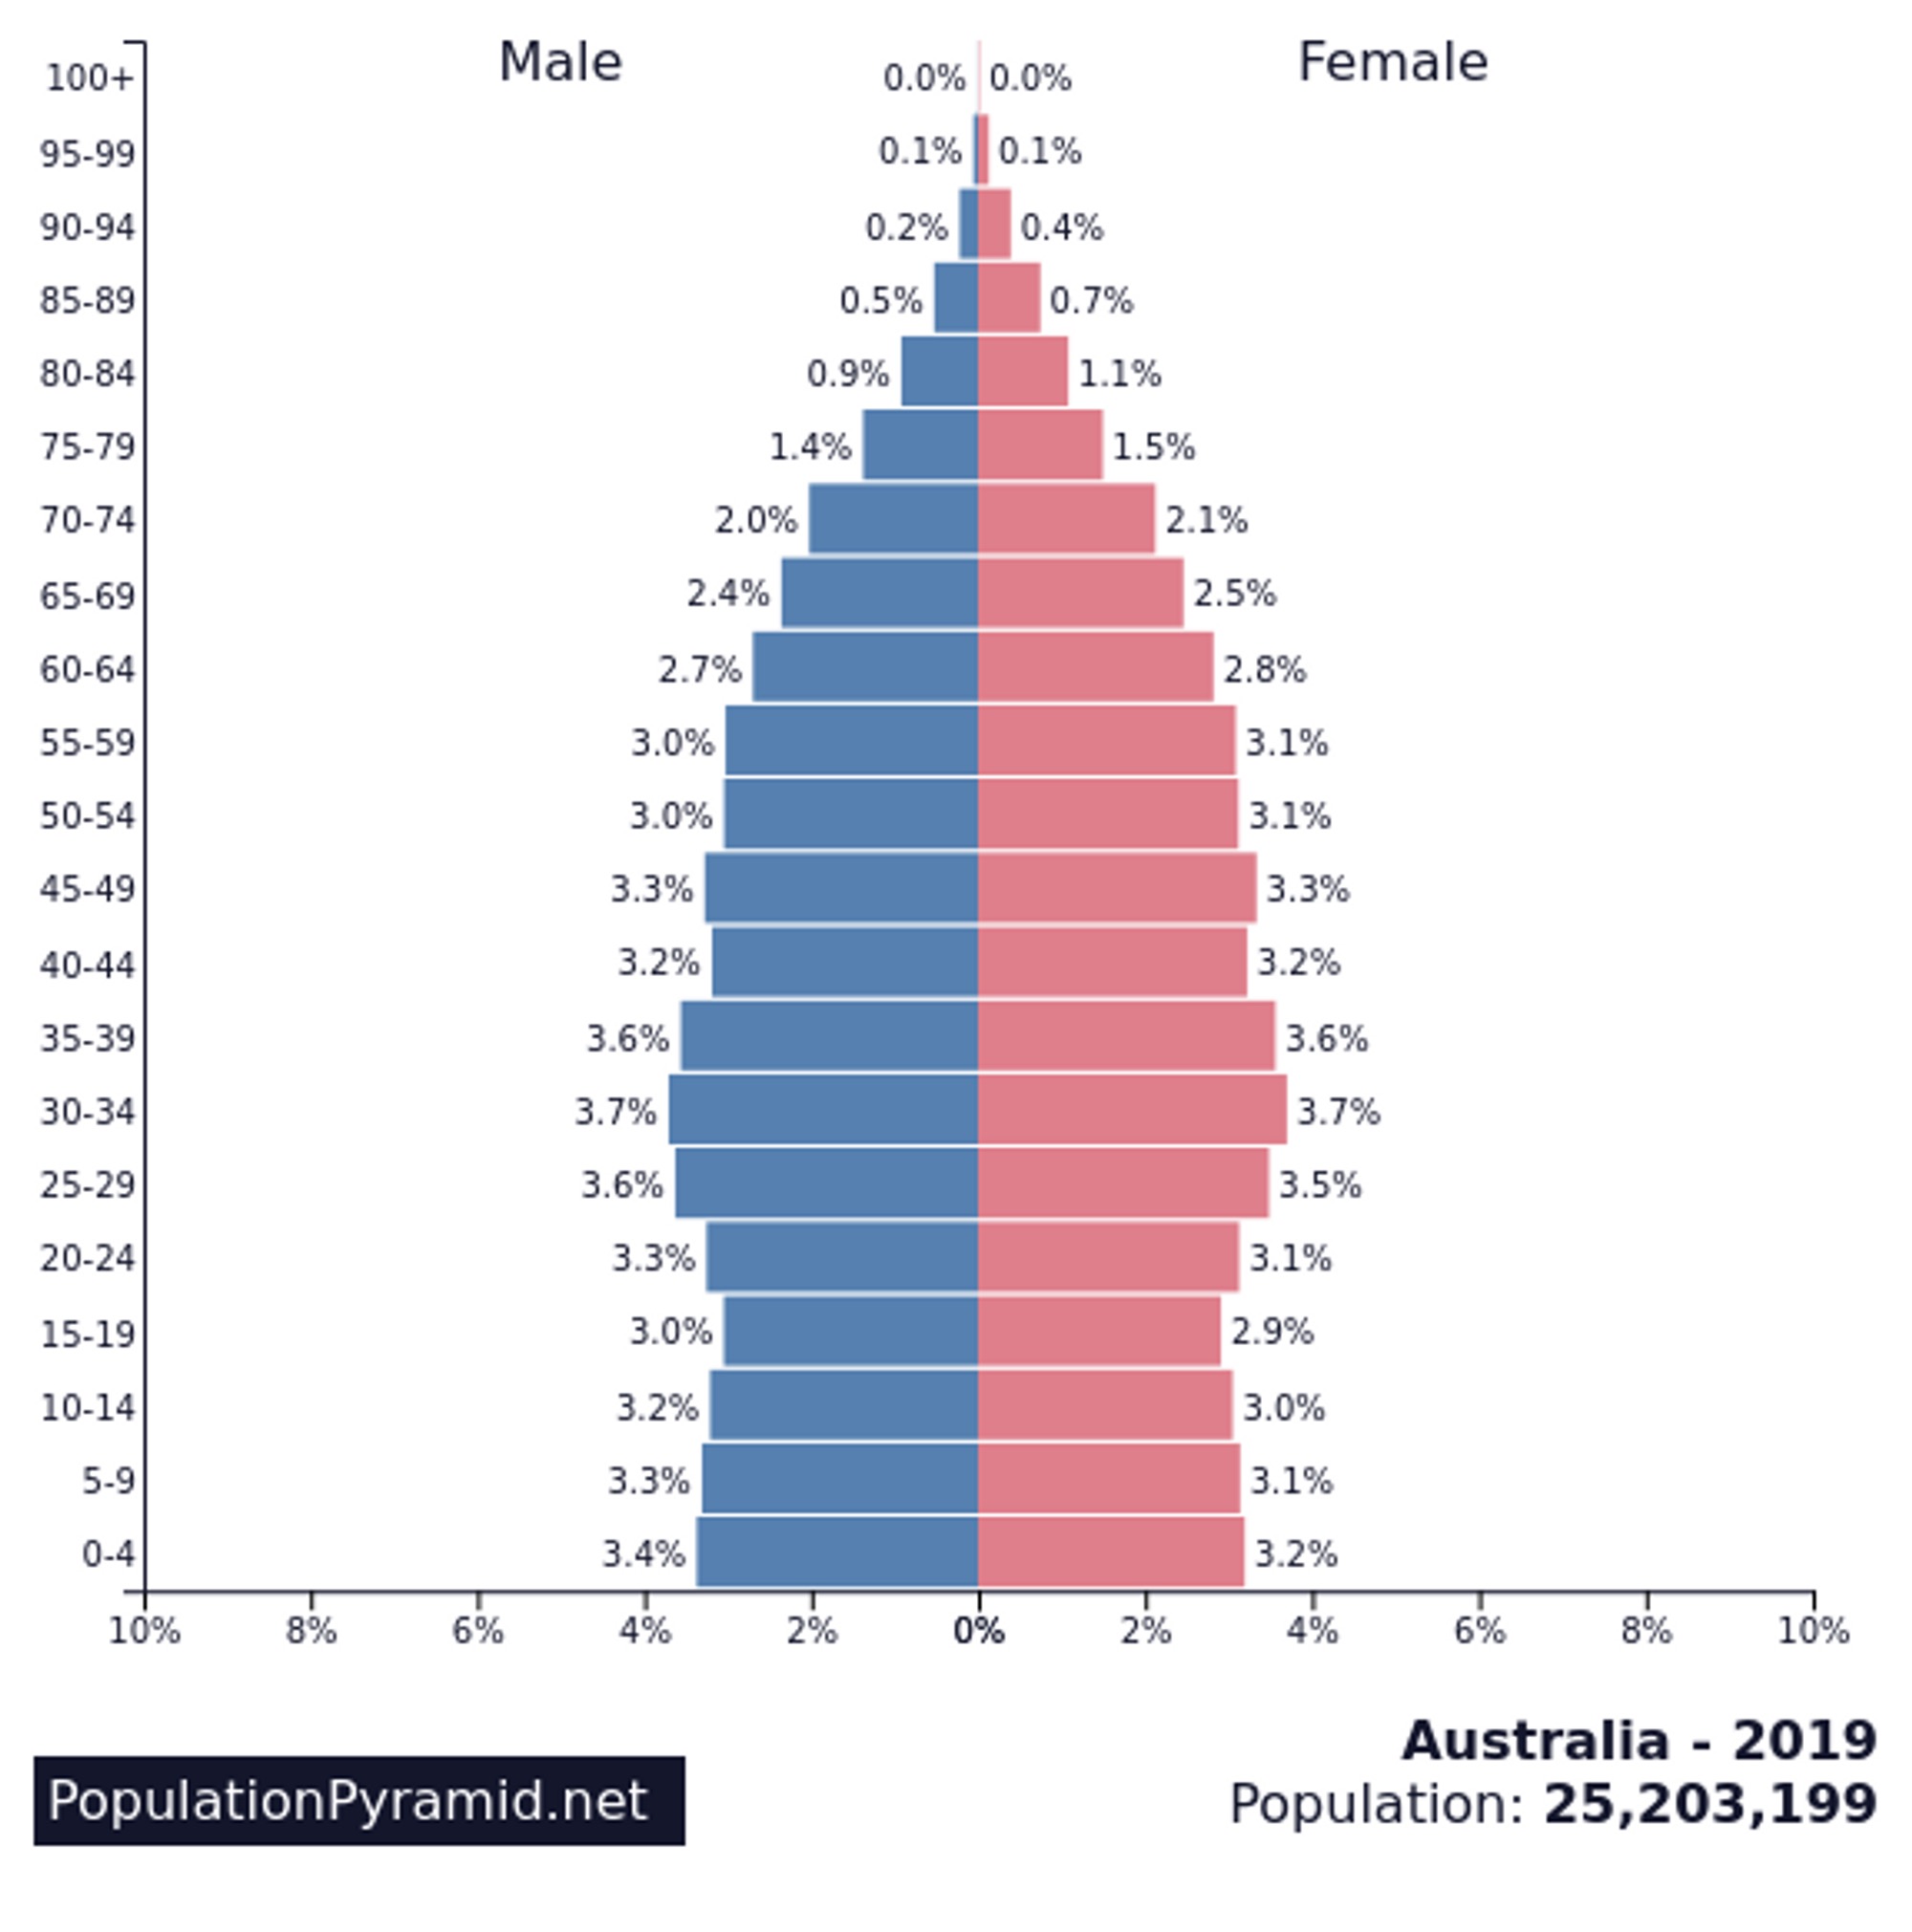 Male Female
100+ 0.0% 0.0%
95-99 0.1% 0.1%
90-94 0.2% 0.4%
85-89 0.5% 0.7%
80-84 0.9% 1.1%
75-79 1.4% 1.5%
70-74 2.0% 2.1%
65-69 2.4% 2.5%
60-64 2.7% 2.8%
55-59 3.0% 3.1%
50-54 3.0% 3.1%
45-49 3.3% 3.3%
40-44 3.2% 3.2%
35-39 3.6% 3.6%
30-34 3.7% 3.7%
25-29 3.6% 3.5%
20-24 3.3% 3.1%
15-19 3.0% 2.9%
10-14 3.2% 3.0%
5-9 3.3% 3.1%
0-4 3.4% 3.2%
10% 8% 6% 4% 2% 0% 2% 4% 6% 8% 10%
Australia - 2019
PopulationPyramid.net Population: 25,203,199